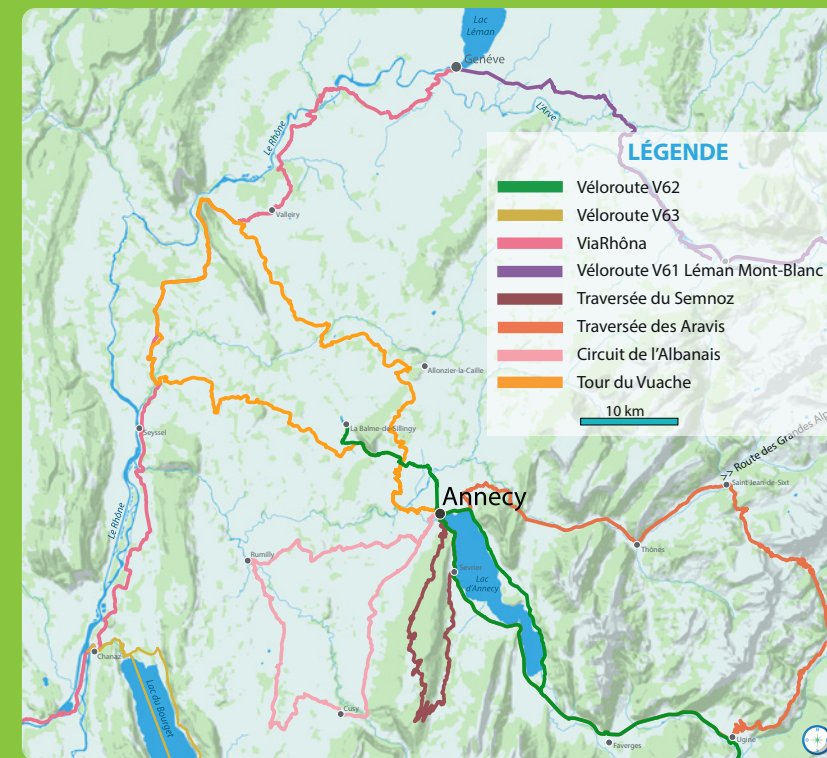 Lac
Léman
Genève
L'Arve
Le Rhône
Valleiry
LÉGENDE
Véloroute V62
Véloroute V63
ViaRhôna
Véloroute V61 Léman Mont-Blanc
Traversée du Semnoz
Traversée des Aravis
Circuit de l'Albanais
Tour du Vuache
10 km
Allonzier-la-Caille
La Balme-de-Sillingy
Seyssel
>> Route des Grandes Alp
Saint Jean-de-Sixt
Annecy
Le Rhône
Thônes
Rumilly
Sevrier
Lac
d'Annecy
Chanaz
Lac du Bourget
Cusy
Faverges
Ugine